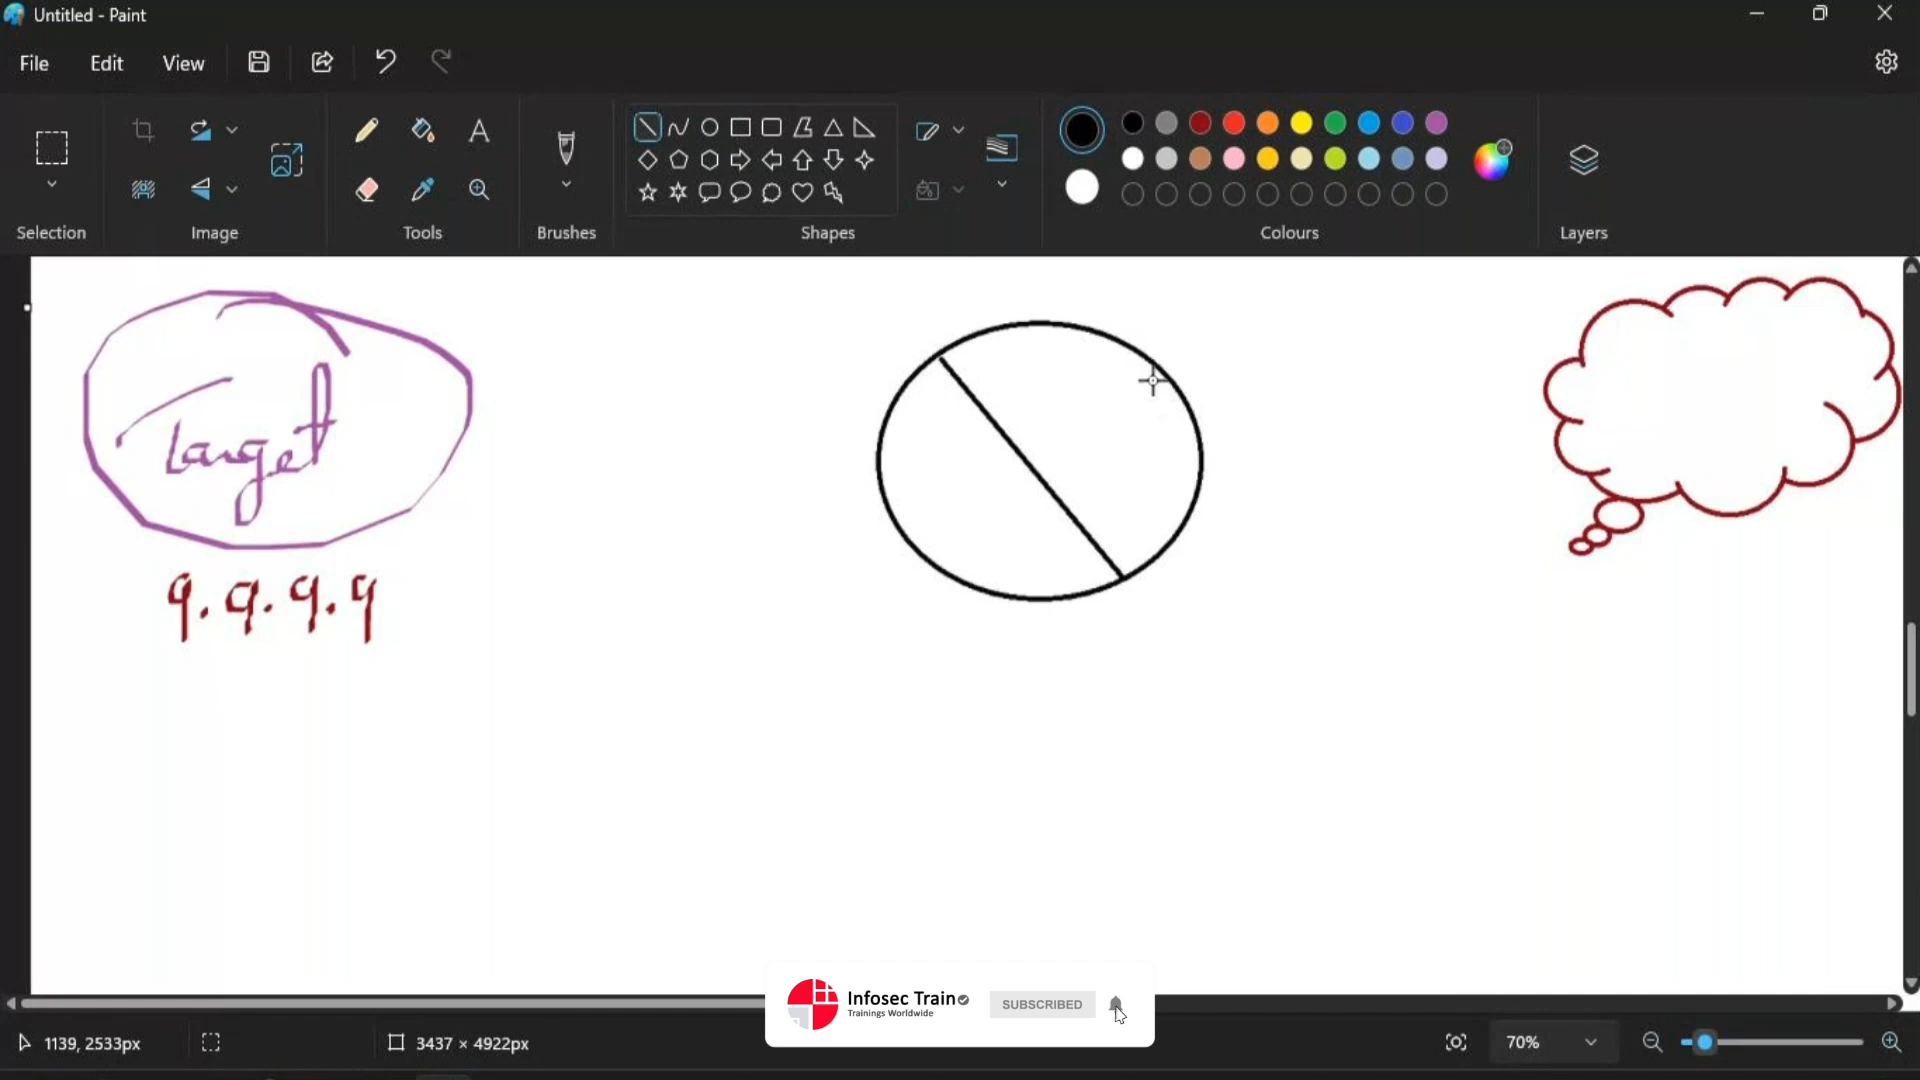 Untitled - Paint
File Edit View
Selection Image Tools Brushes Shapes Colours Layers
Target
9.9.9.9
Infosec Train
Trainings Worldwide
SUBSCRIBED
1139, 2533px 3437 × 4922px 70%